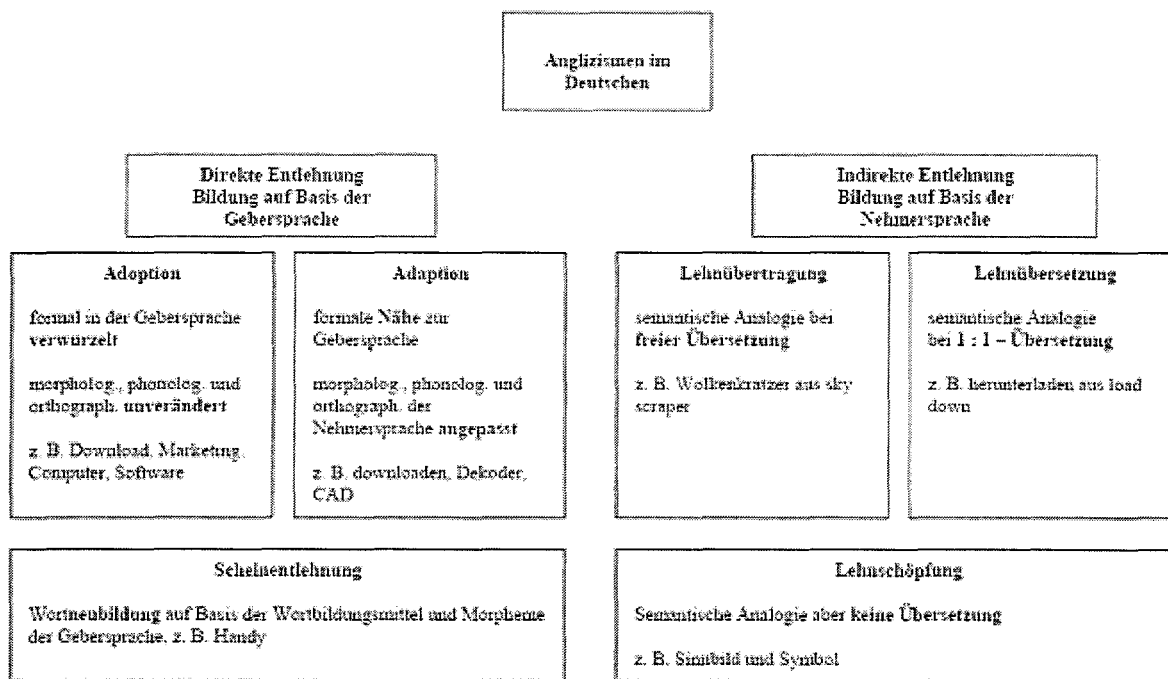 Anglizismen im
Deutschen
Direkte Entlehnung
Bildung auf Basis der
Gebersprache
Indirekte Entlehnung
Bildung auf Basis der
Nehmersprache
Adoption
formal in der Gebersprache
verwurzelt
morpholog., phonolog. und
orthograph. unverändert
z. B. Download, Marketing,
Computer, Software
Adaption
formale Nähe zur
Gebersprache
morpholog., phonolog. und
orthograph. der
Nehmersprache angepasst
z. B. downloaden, Dekoder,
CAD
Lehnübertragung
semantische Analogie bei
freier Übersetzung
z. B. Wolkenkratzer aus sky
scraper
Lehnübersetzung
semantische Analogie
bei 1 : 1 – Übersetzung
z. B. herunterladen aus load
down
Scheinentlehnung
Wortneubildung auf Basis der Wortbildungsmittel und Morpheme
der Gebersprache, z. B. Handy
Lehnschöpfung
Semantische Analogie aber keine Übersetzung
z. B. Sinnbild und Symbol